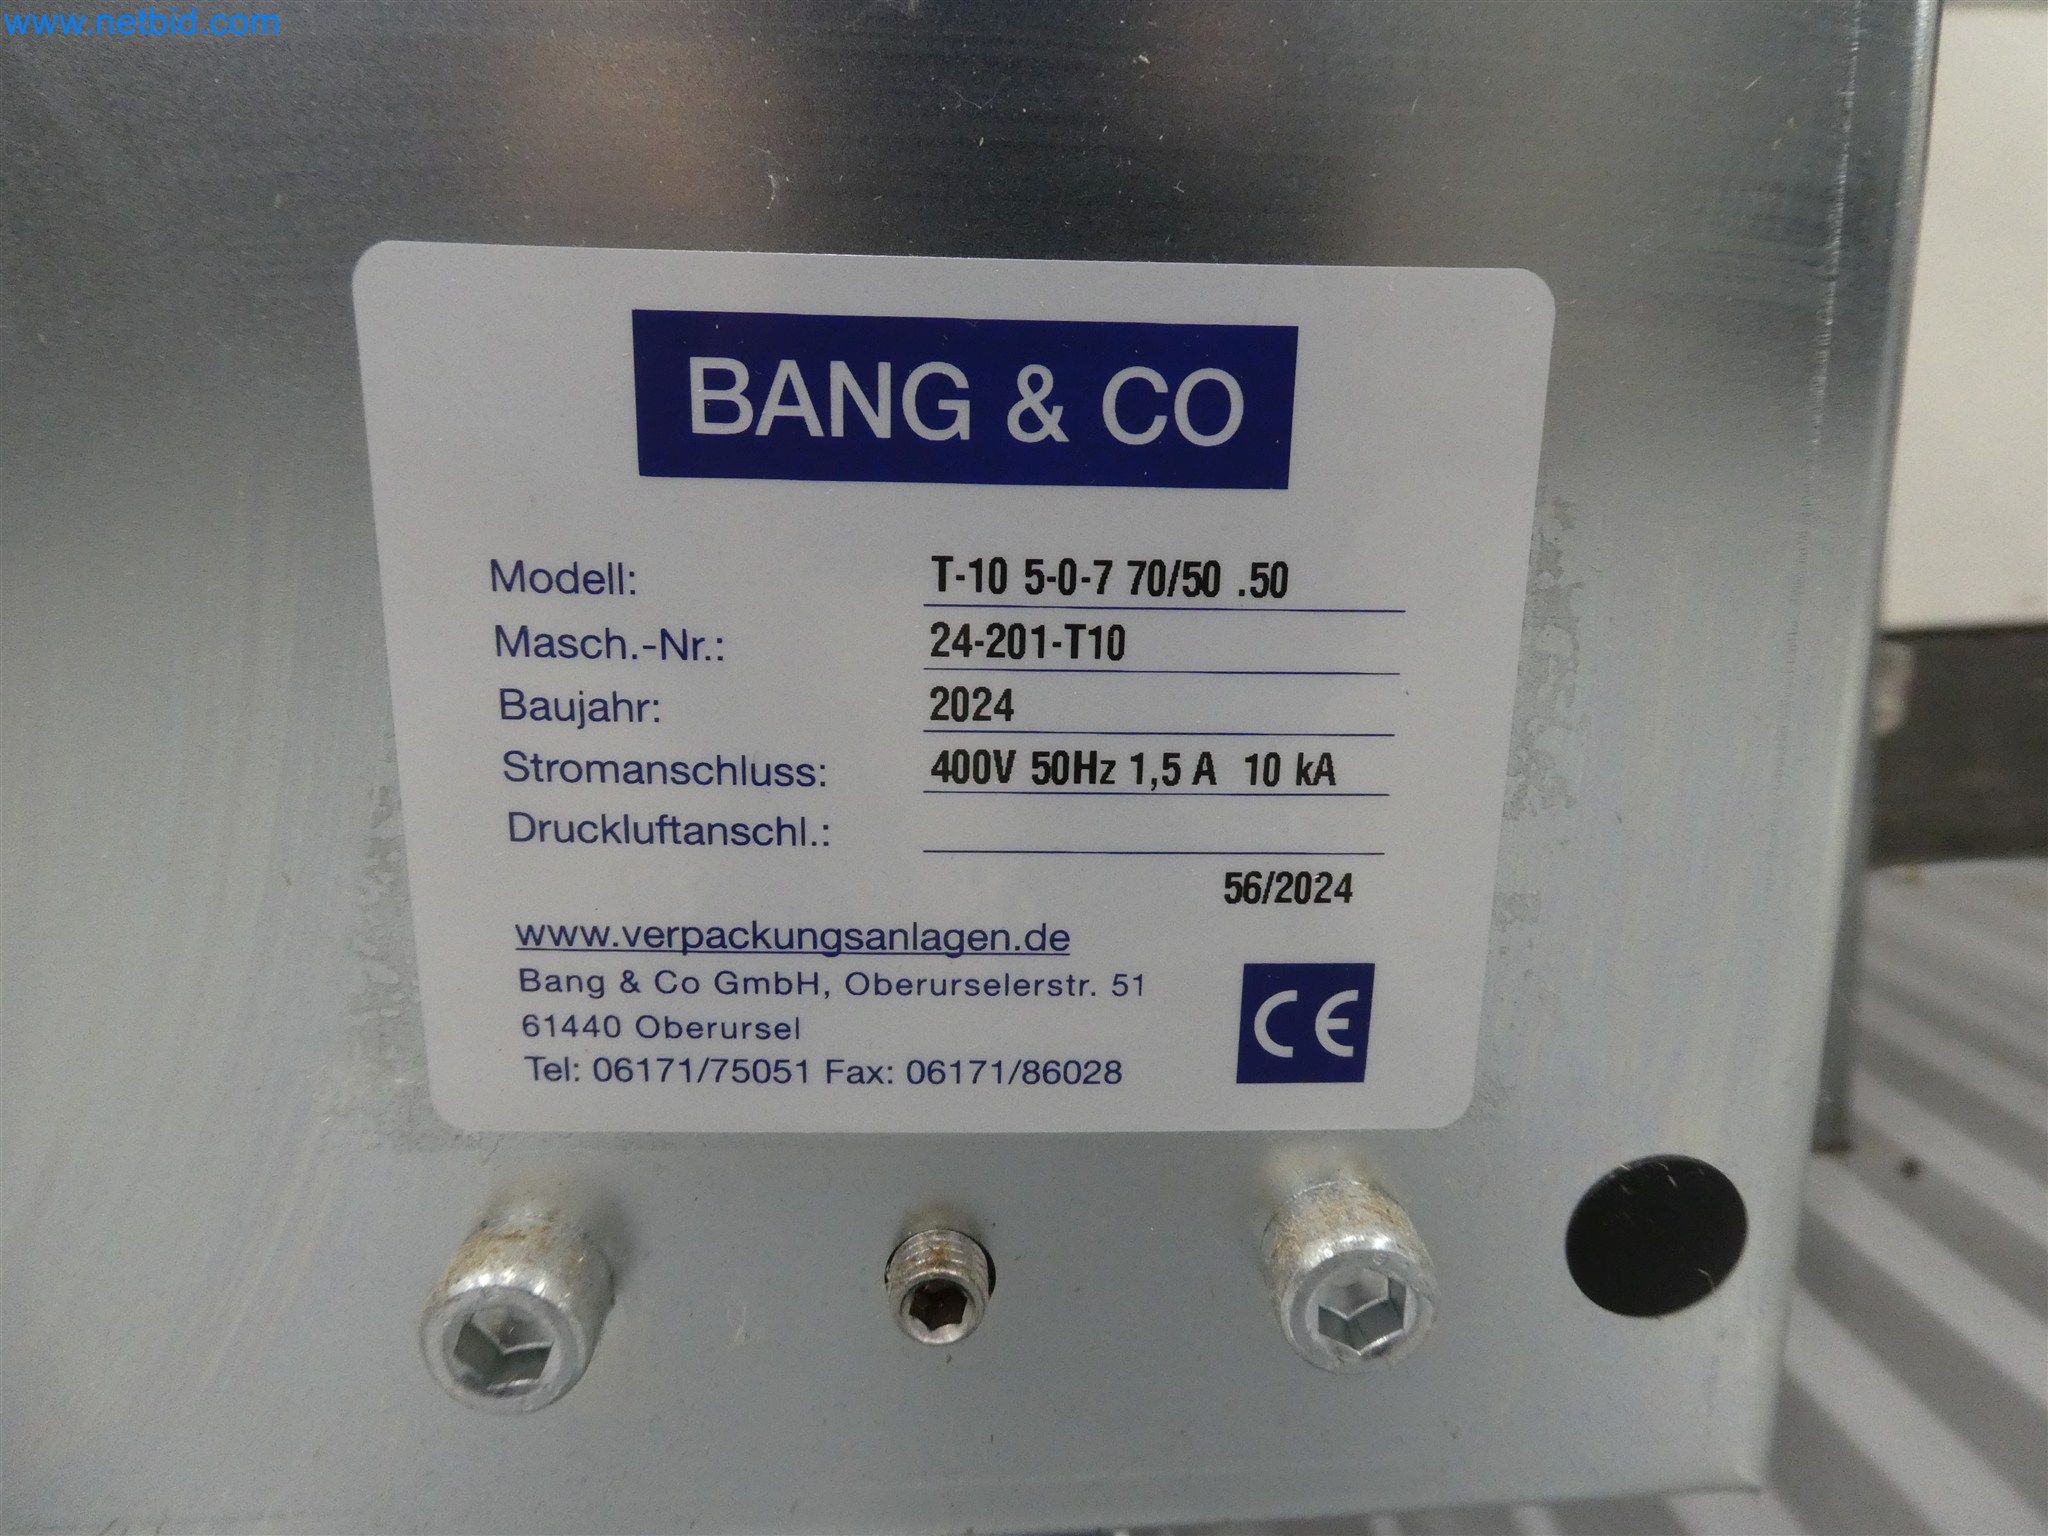 www.netbid.com
BANG & CO
Modell: T-10 5-0-7 70/50 .50
Masch.-Nr.: 24-201-T10
Baujahr: 2024
Stromanschluss: 400V 50Hz 1,5 A 10 kA
Druckluftanschl.:
56/2024
www.verpackungsanlagen.de
Bang & Co GmbH, Oberurselerstr. 51
61440 Oberursel
Tel: 06171/75051 Fax: 06171/86028
CE